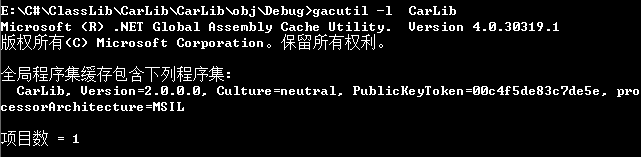 E:\C#\ClassLib\CarLib\CarLib\obj\Debug>gacutil -l  CarLib
Microsoft (R) .NET Global Assembly Cache Utility.  Version 4.0.30319.1
版权所有(C) Microsoft Corporation。保留所有权利。
全局程序集缓存包含下列程序集:
  CarLib, Version=2.0.0.0, Culture=neutral, PublicKeyToken=00c4f5de83c7de5e, pro
cessorArchitecture=MSIL
项目数 = 1